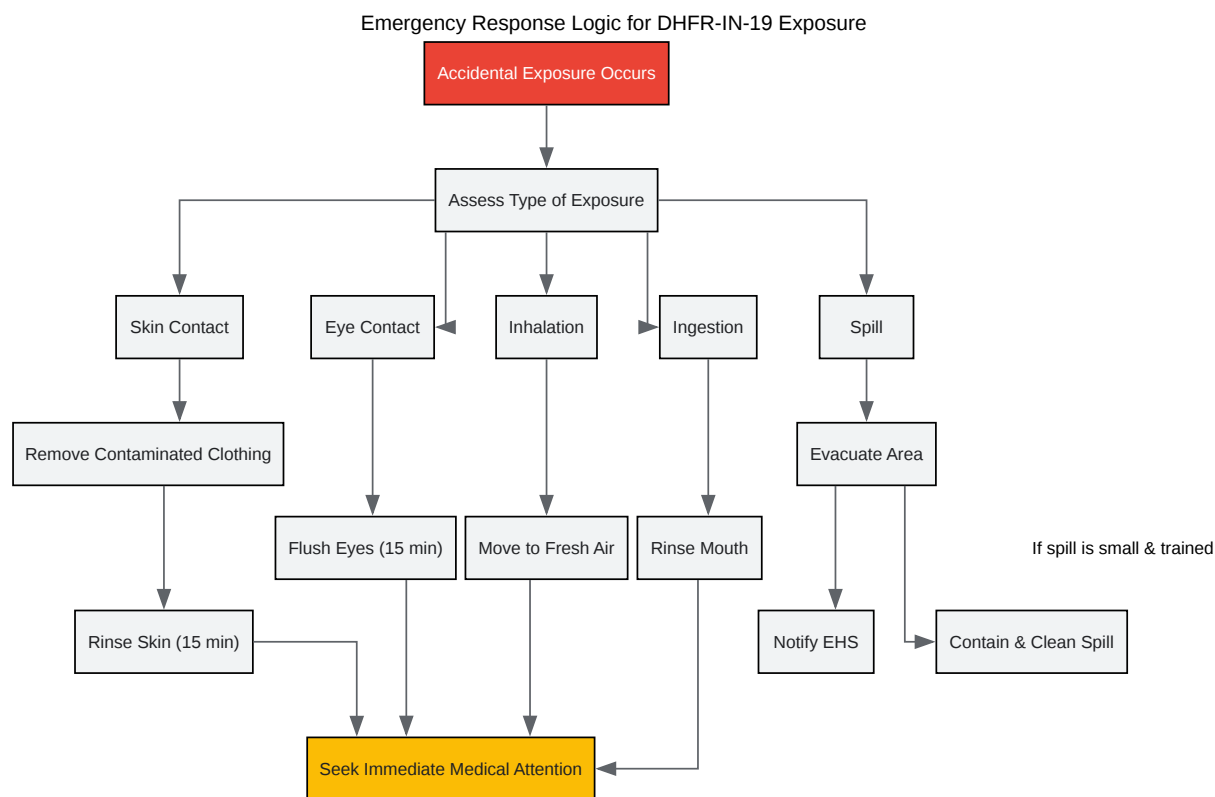 Emergency Response Logic for DHFR-IN-19 Exposure
Accidental Exposure Occurs
Assess Type of Exposure
Skin Contact
Eye Contact
Inhalation
Ingestion
Spill
Remove Contaminated Clothing
Evacuate Area
Flush Eyes (15 min)
Move to Fresh Air
Rinse Mouth
If spill is small & trained
Rinse Skin (15 min)
Notify EHS
Contain & Clean Spill
Seek Immediate Medical Attention